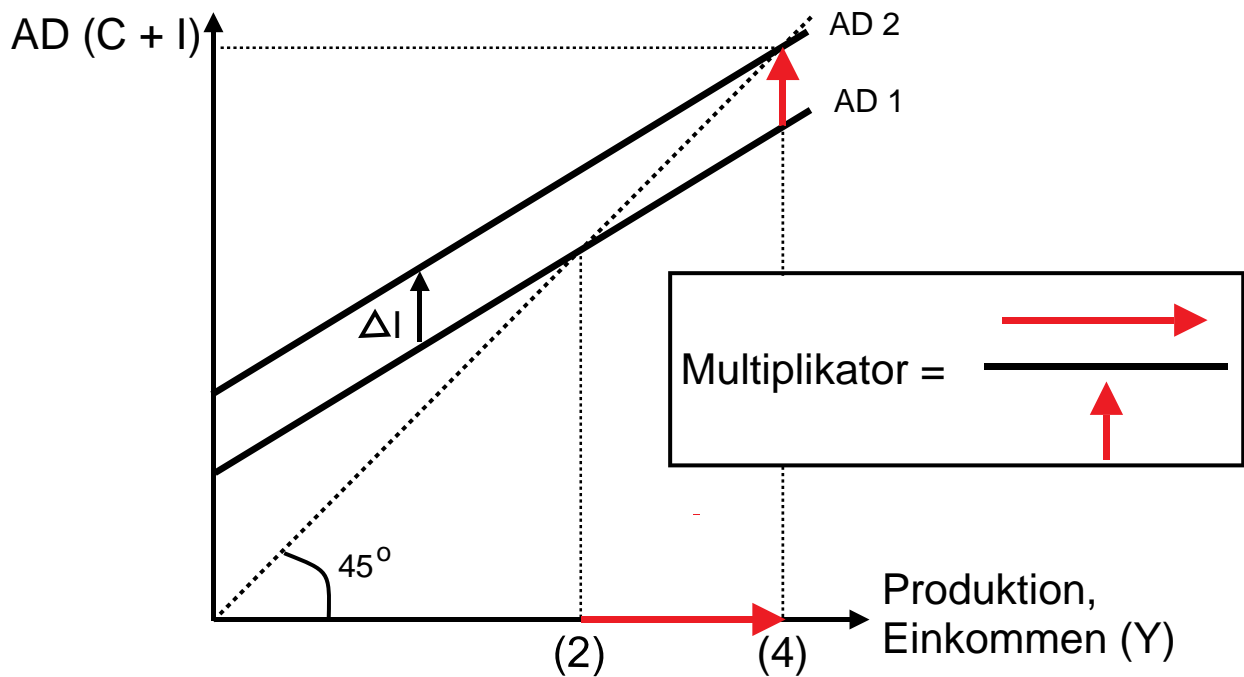 AD (C + I)
AD 2
AD 1
ΔI
Multiplikator =
45°
Produktion,
Einkommen (Y)
(2)
(4)